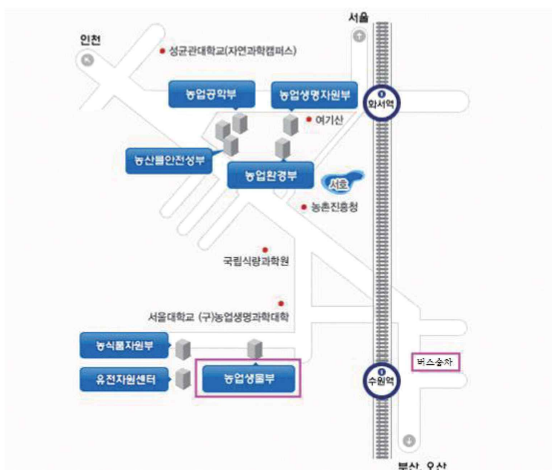 서울
인천
성균관대학교(자연과학캠퍼스)
농업공학부
농업생명자원부
화서역
여기산
농산물안전성부
농업환경부
서호
농촌진흥청
국립식량과학원
서울대학교 (구)농업생명과학대학
농식품자원부
버스승차
유전자원센터
농업생물부
수원역
부산, 오산